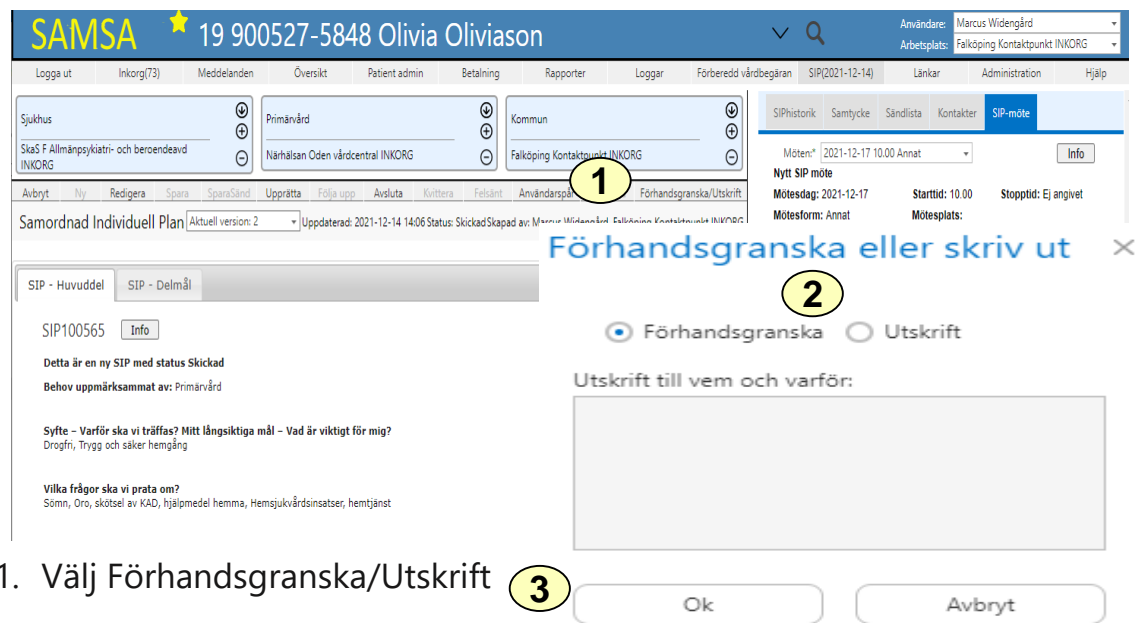 SAMSA 19 900527-5848 Olivia Oliviason
Användare: Marcus Widengård
Arbetsplats: Falköping Kontaktpunkt INKORG
Logga ut Inkorg(73) Meddelanden Översikt Patient admin Betalning Rapporter Loggar Förberedd vårdbegäran SIP(2021-12-14) Länkar Administration Hjälp
Sjukhus
SkaS F Allmänpsykiatri- och beroendeavd
INKORG
Primärvård
Närhälsan Oden vårdcentral INKORG
Kommun
Falköping Kontaktpunkt INKORG
SIPhistorik Samtycke Sändlista Kontakter SIP-möte
Möten:* 2021-12-17 10.00 Annat Info
Nytt SIP möte
Mötesdag: 2021-12-17 Starttid: 10.00 Stopptid: Ej angivet
Mötesform: Annat Mötesplats:
1
Avbryt Ny Redigera Spara SparaSänd Upprätta Följa upp Avsluta Kvittera Felsänt Användarspår Förhandsgranska/Utskrift
Samordnad Individuell Plan Aktuell version: 2 Uppdaterad: 2021-12-14 14:06 Status: Skickad Skapad av: Marcus Widengård, Falköping Kontaktpunkt INKORG
SIP - Huvuddel SIP - Delmål
SIP100565 Info
Detta är en ny SIP med status Skickad
Behov uppmärksammat av: Primärvård
Syfte – Varför ska vi träffas? Mitt långsiktiga mål – Vad är viktigt för mig?
Drogfri, Trygg och säker hemgång
Vilka frågor ska vi prata om?
Sömn, Oro, skötsel av KAD, hjälpmedel hemma, Hemsjukvårdsinsatser, hemtjänst
Förhandsgranska eller skriv ut
2
Förhandsgranska Utskrift
Utskrift till vem och varför:
3
Ok Avbryt
1. Välj Förhandsgranska/Utskrift